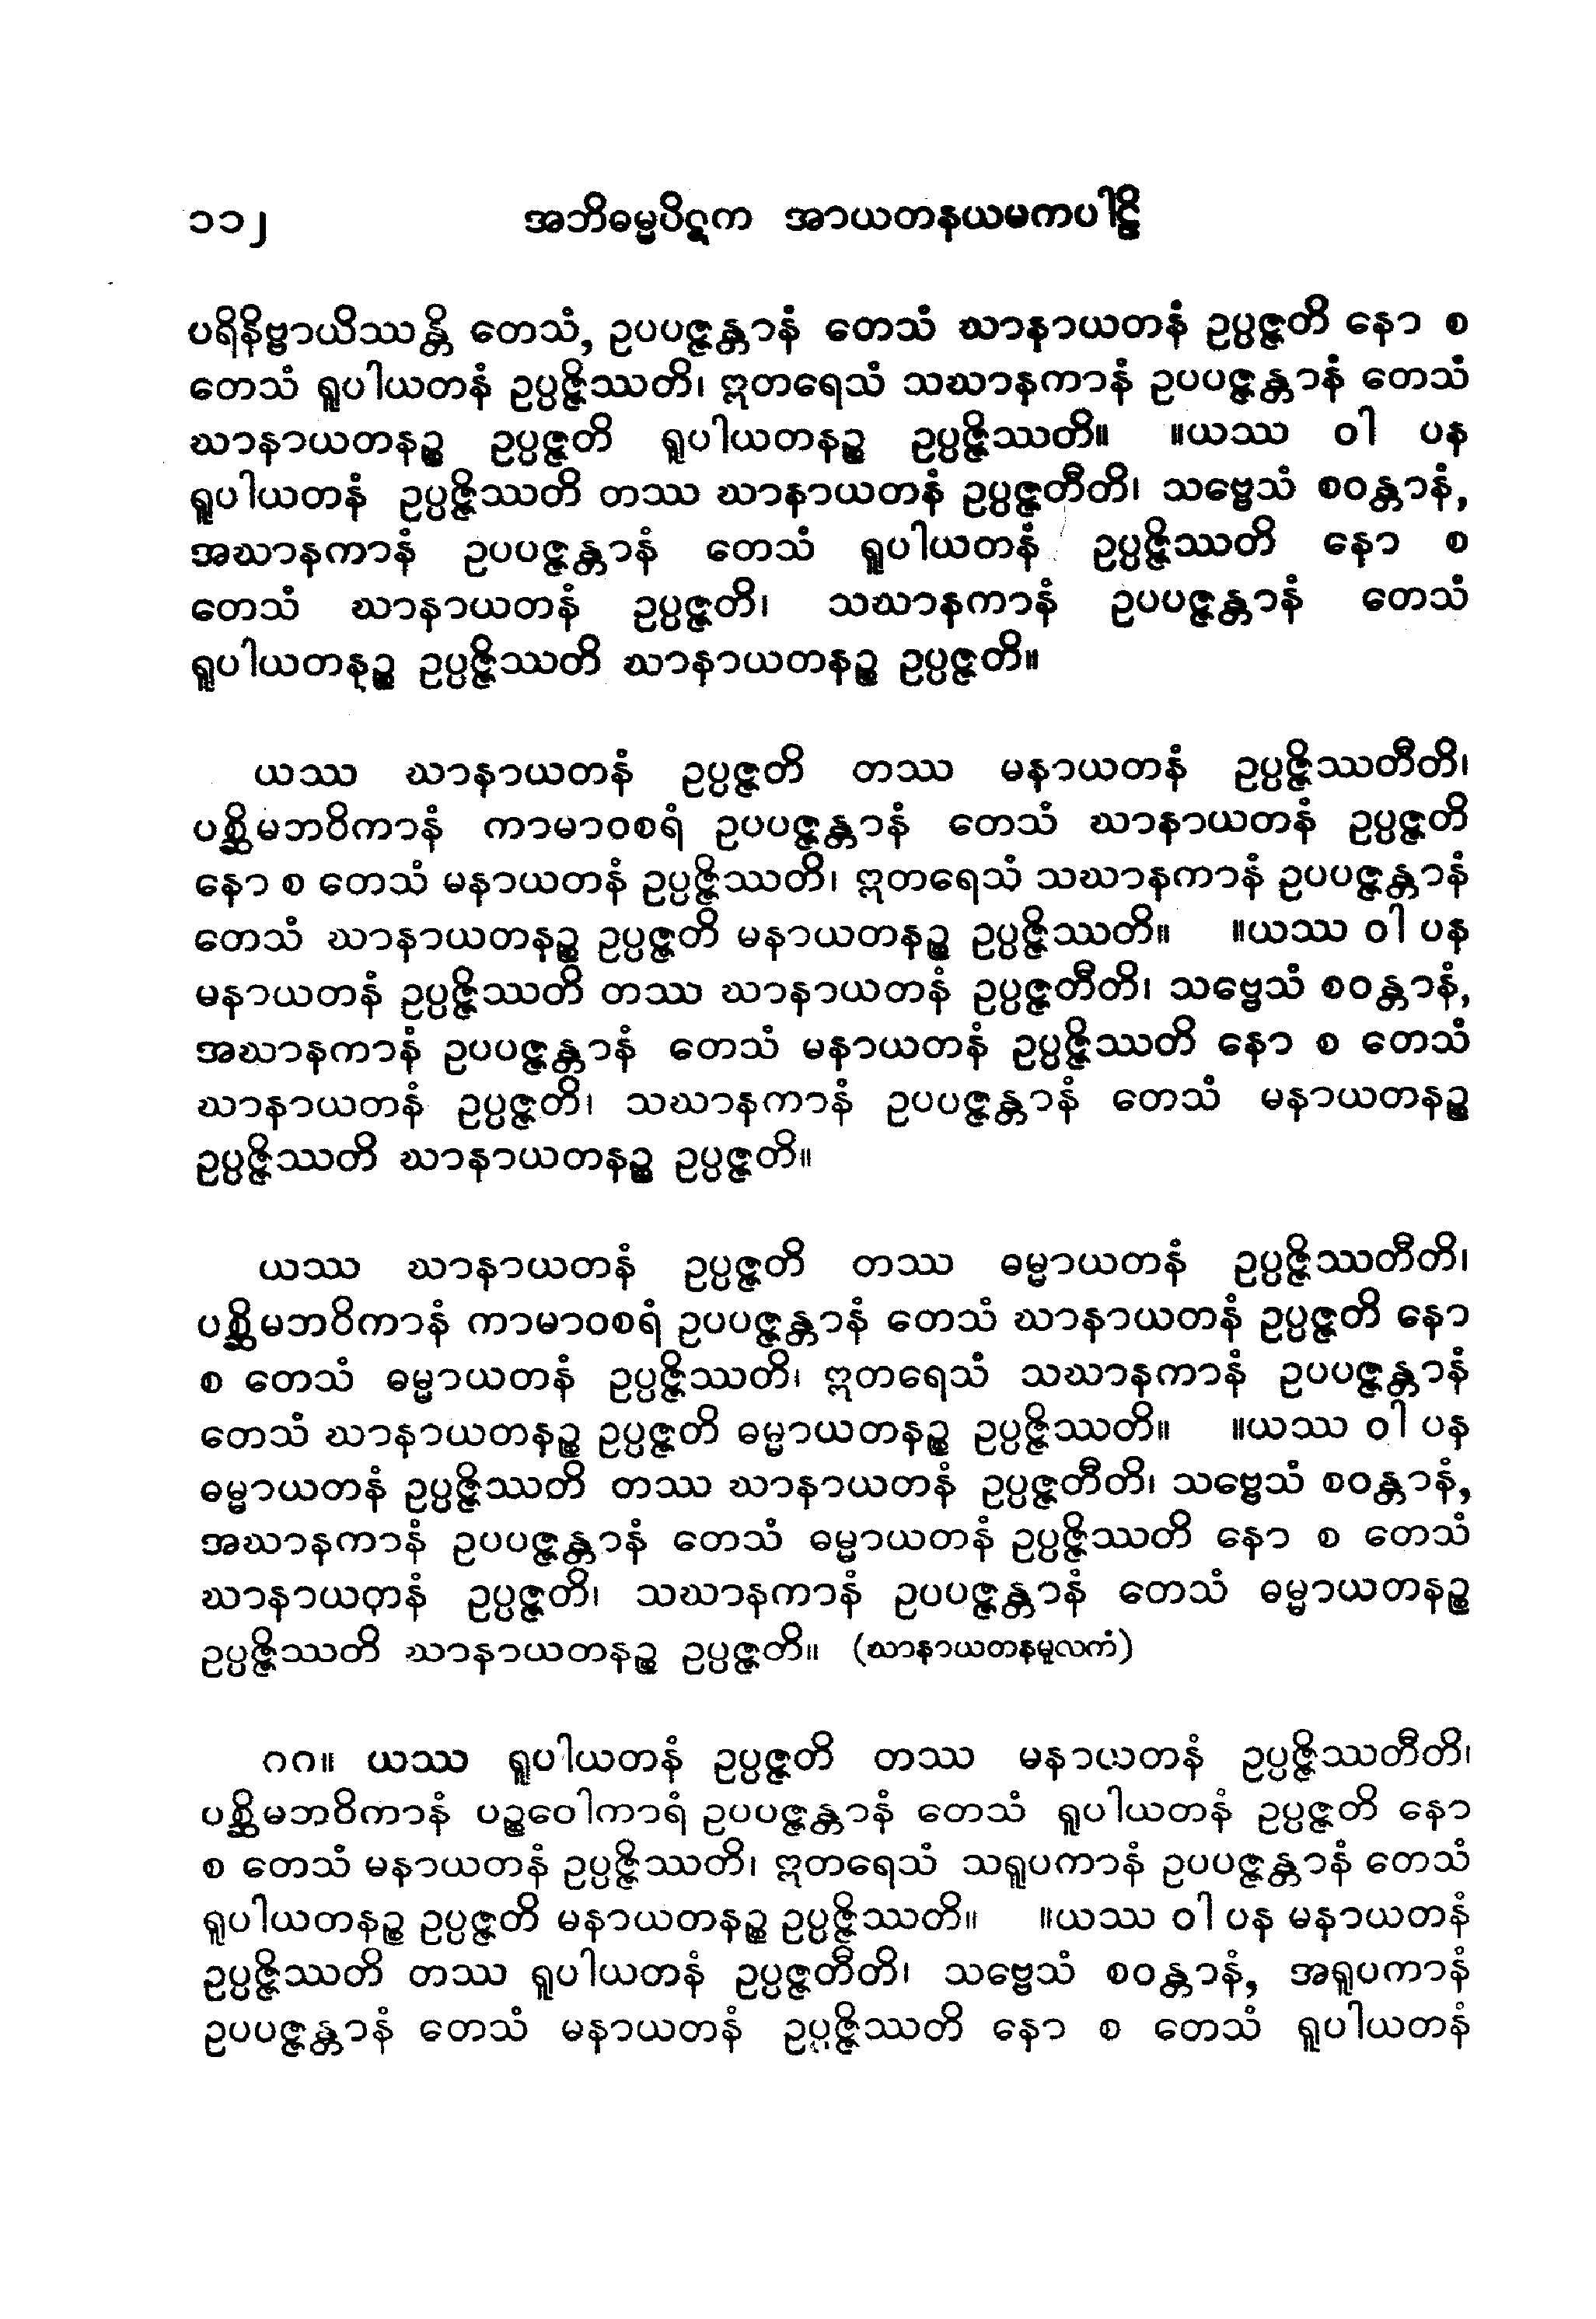 ၁၁၂ အဘိဓမ္မပိဋက အာယတနယမကပါဠိ
ပရိနိဗ္ဗာယိဿန္တိ တေသံ, ဥပပဇ္ဇန္တာနံ တေသံ ဃာနာယတနံ ဥပ္ပဇ္ဇတိ နော စ
တေသံ ရူပါယတနံ ဥပ္ပဇ္ဇိဿတိ၊ ဣတရေသံ သဃာနကာနံ ဥပပဇ္ဇန္တာနံ တေသံ
ဃာနာယတနဉ္စ ဥပ္ပဇ္ဇတိ ရူပါယတနဉ္စ ဥပ္ပဇ္ဇိဿတိ။ ။ယဿ ဝါ ပန
ရူပါယတနံ ဥပ္ပဇ္ဇိဿတိ တဿ ဃာနာယတနံ ဥပ္ပဇ္ဇတီတိ၊ သဗ္ဗေသံ စဝန္တာနံ,
အဃာနကာနံ ဥပပဇ္ဇန္တာနံ တေသံ ရူပါယတနံ ဥပ္ပဇ္ဇိဿတိ နော စ
တေသံ ဃာနာယတနံ ဥပ္ပဇ္ဇတိ၊ သဃာနကာနံ ဥပပဇ္ဇန္တာနံ တေသံ
ရူပါယတနဉ္စ ဥပ္ပဇ္ဇိဿတိ ဃာနာယတနဉ္စ ဥပ္ပဇ္ဇတိ။
ယဿ ဃာနာယတနံ ဥပ္ပဇ္ဇတိ တဿ မနာယတနံ ဥပ္ပဇ္ဇိဿတီတိ၊
ပစ္ဆိမဘဝိကာနံ ကာမာဝစရံ ဥပပဇ္ဇန္တာနံ တေသံ ဃာနာယတနံ ဥပ္ပဇ္ဇတိ
နော စ တေသံ မနာယတနံ ဥပ္ပဇ္ဇိဿတိ၊ ဣတရေသံ သဃာနကာနံ ဥပပဇ္ဇန္တာနံ
တေသံ ဃာနာယတနဉ္စ ဥပ္ပဇ္ဇတိ မနာယတနဉ္စ ဥပ္ပဇ္ဇိဿတိ။ ။ယဿ ဝါ ပန
မနာယတနံ ဥပ္ပဇ္ဇိဿတိ တဿ ဃာနာယတနံ ဥပ္ပဇ္ဇတီတိ၊ သဗ္ဗေသံ စဝန္တာနံ,
အဃာနကာနံ ဥပပဇ္ဇန္တာနံ တေသံ မနာယတနံ ဥပ္ပဇ္ဇိဿတိ နော စ တေသံ
ဃာနာယတနံ ဥပ္ပဇ္ဇတိ၊ သဃာနကာနံ ဥပပဇ္ဇန္တာနံ တေသံ မနာယတနဉ္စ
ဥပ္ပဇ္ဇိဿတိ ဃာနာယတနဉ္စ ဥပ္ပဇ္ဇတိ။
ယဿ ဃာနာယတနံ ဥပ္ပဇ္ဇတိ တဿ ဓမ္မာယတနံ ဥပ္ပဇ္ဇိဿတီတိ၊
ပစ္ဆိမဘဝိကာနံ ကာမာဝစရံ ဥပပဇ္ဇန္တာနံ တေသံ ဃာနာယတနံ ဥပ္ပဇ္ဇတိ နော
စ တေသံ ဓမ္မာယတနံ ဥပ္ပဇ္ဇိဿတိ၊ ဣတရေသံ သဃာနကာနံ ဥပပဇ္ဇန္တာနံ
တေသံ ဃာနာယတနဉ္စ ဥပ္ပဇ္ဇတိ ဓမ္မာယတနဉ္စ ဥပ္ပဇ္ဇိဿတိ။ ။ယဿ ဝါ ပန
ဓမ္မာယတနံ ဥပ္ပဇ္ဇိဿတိ တဿ ဃာနာယတနံ ဥပ္ပဇ္ဇတီတိ၊ သဗ္ဗေသံ စဝန္တာနံ,
အဃာနကာနံ ဥပပဇ္ဇန္တာနံ တေသံ ဓမ္မာယတနံ ဥပ္ပဇ္ဇိဿတိ နော စ တေသံ
ဃာနာယတနံ ဥပ္ပဇ္ဇတိ၊ သဃာနကာနံ ဥပပဇ္ဇန္တာနံ တေသံ ဓမ္မာယတနဉ္စ
ဥပ္ပဇ္ဇိဿတိ ဃာနာယတနဉ္စ ဥပ္ပဇ္ဇတိ။ (ဃာနာယတနမူလကံ)
၈၈။ ယဿ ရူပါယတနံ ဥပ္ပဇ္ဇတိ တဿ မနာယတနံ ဥပ္ပဇ္ဇိဿတီတိ၊
ပစ္ဆိမဘဝိကာနံ ပဉ္စဝေါကာရံ ဥပပဇ္ဇန္တာနံ တေသံ ရူပါယတနံ ဥပ္ပဇ္ဇတိ နော
စ တေသံ မနာယတနံ ဥပ္ပဇ္ဇိဿတိ၊ ဣတရေသံ သရူပကာနံ ဥပပဇ္ဇန္တာနံ တေသံ
ရူပါယတနဉ္စ ဥပ္ပဇ္ဇတိ မနာယတနဉ္စ ဥပ္ပဇ္ဇိဿတိ။ ။ယဿ ဝါ ပန မနာယတနံ
ဥပ္ပဇ္ဇိဿတိ တဿ ရူပါယတနံ ဥပ္ပဇ္ဇတီတိ၊ သဗ္ဗေသံ စဝန္တာနံ, အရူပကာနံ
ဥပပဇ္ဇန္တာနံ တေသံ မနာယတနံ ဥပ္ပဇ္ဇိဿတိ နော စ တေသံ ရူပါယတနံ